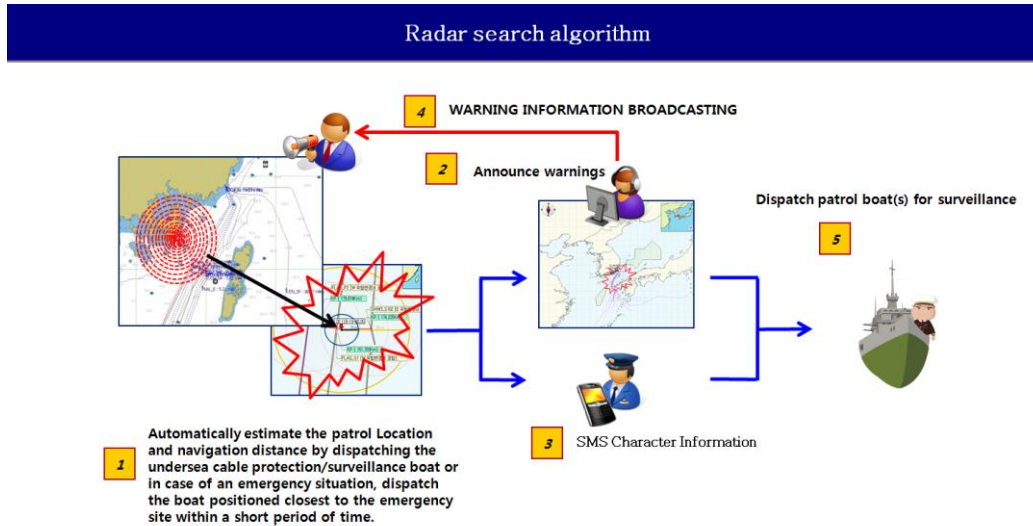 Radar search algorithm
4
WARNING INFORMATION BROADCASTING
2
Announce warnings
Dispatch patrol boat(s) for surveillance
5
3
SMS Character Information
1
Automatically estimate the patrol Location
and navigation distance by dispatching the
undersea cable protection/surveillance boat or
in case of an emergency situation, dispatch
the boat positioned closest to the emergency
site within a short period of time.